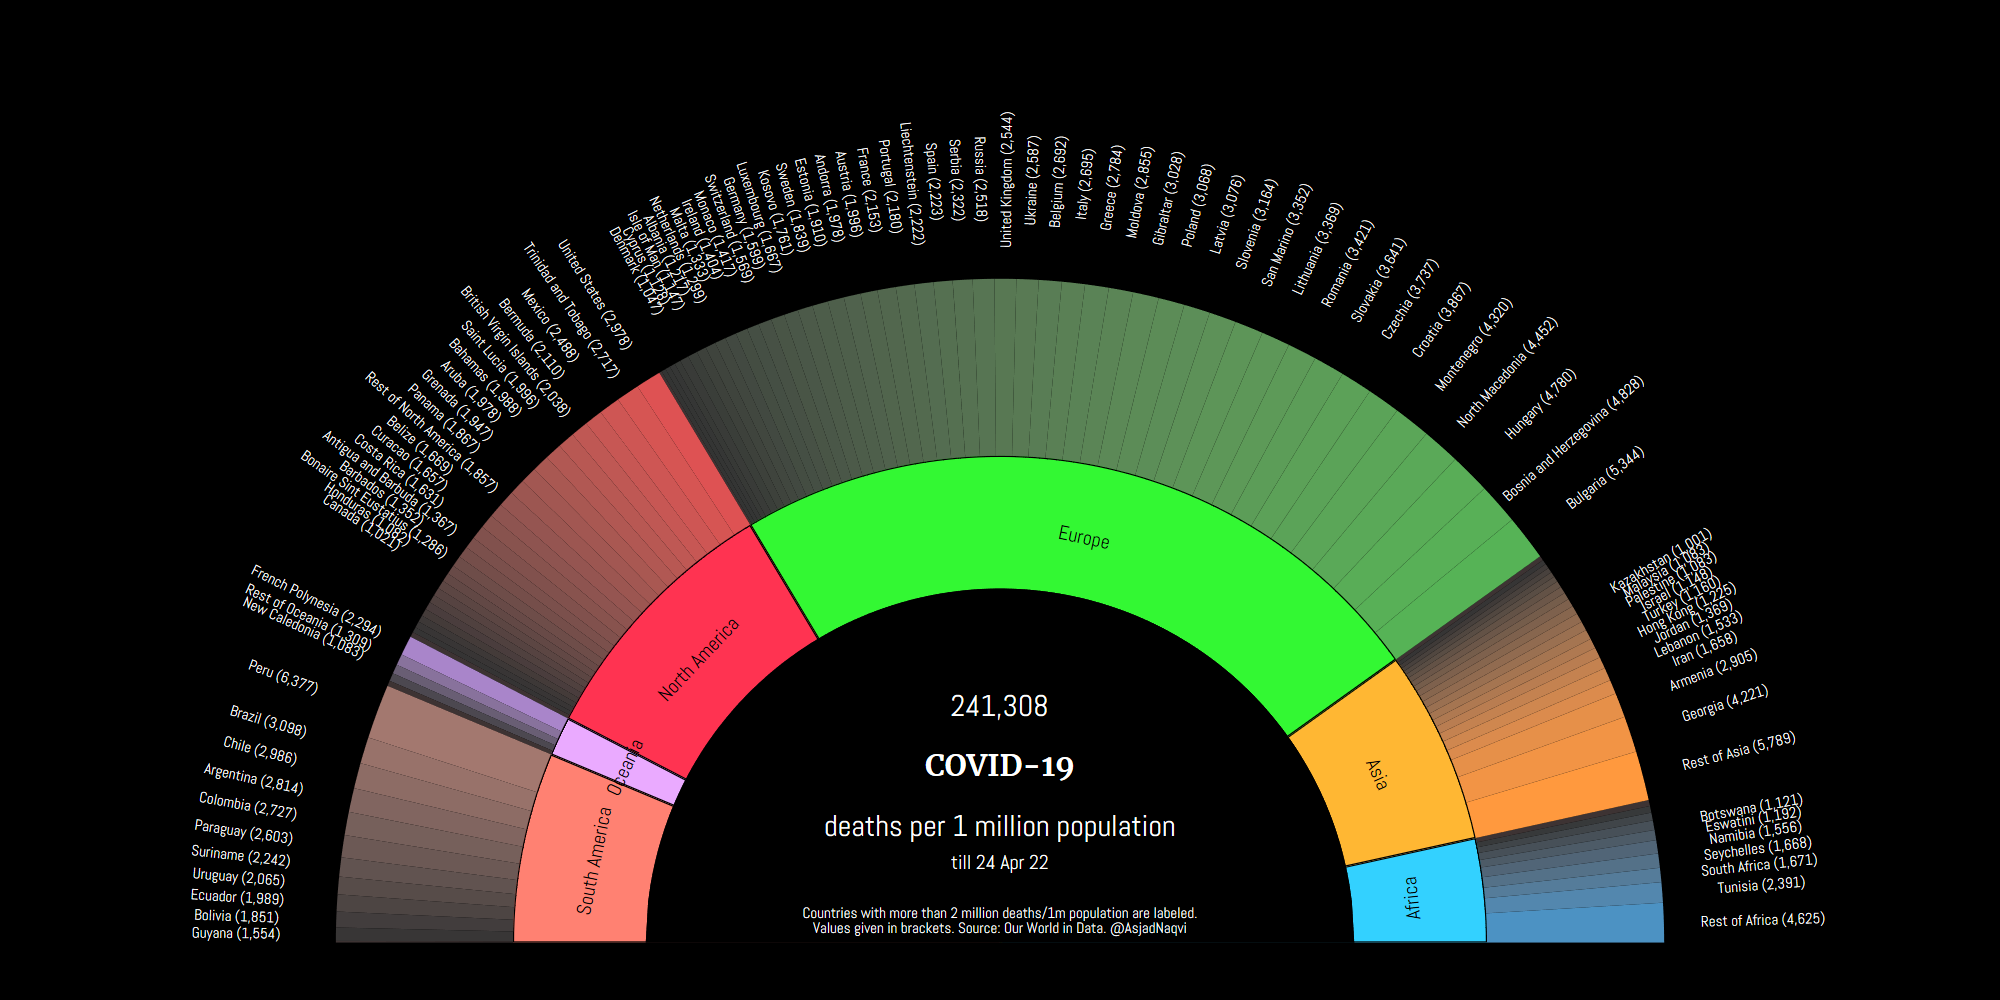 Guyana (1,554)
Bolivia (1,851)
Ecuador (1,989)
Uruguay (2,065)
Suriname (2,242)
Paraguay (2,603)
Colombia (2,727)
Argentina (2,814)
Chile (2,986)
Brazil (3,098)
Peru (6,377)
New Caledonia (1,083)
Rest of Oceania (1,309)
French Polynesia (2,294)
Canada (1,021)
Honduras (1,082)
Bonaire Sint Eustatius (1,286)
Barbados (1,352)
Antigua and Barbuda (1,367)
Costa Rica (1,631)
Curacao (1,657)
Belize (1,669)
Rest of North America (1,857)
Panama (1,867)
Grenada (1,947)
Aruba (1,978)
Bahamas (1,988)
Saint Lucia (1,996)
British Virgin Islands (2,038)
Bermuda (2,110)
Mexico (2,488)
Trinidad and Tobago (2,717)
United States (2,978)
Denmark (1,047)
Cyprus
Isle of Man (1,147)
Albania (1,217)
Netherlands (1,299)
Malta (1,333)
Ireland (1,404)
Monaco (1,417)
Switzerland (1,569)
Germany (1,599)
Luxembourg (1,667)
Kosovo (1,761)
Sweden (1,839)
Estonia (1,910)
Andorra (1,978)
Austria (1,996)
France (2,153)
Portugal (2,180)
Liechtenstein (2,222)
Spain (2,223)
Serbia (2,322)
Russia (2,518)
United Kingdom (2,544)
Ukraine (2,587)
Belgium (2,692)
Italy (2,695)
Greece (2,784)
Moldova (2,855)
Gibraltar (3,028)
Poland (3,068)
Latvia (3,076)
Slovenia (3,164)
San Marino (3,352)
Lithuania (3,369)
Romania (3,421)
Slovakia (3,641)
Czechia (3,737)
Croatia (3,867)
Montenegro (4,320)
North Macedonia (4,452)
Hungary (4,780)
Bosnia and Herzegovina (4,828)
Bulgaria (5,344)
Kazakhstan (1,001)
Malaysia (1,083)
Palestine (1,083)
Israel (1,148)
Turkey (1,160)
Hong Kong (1,225)
Jordan (1,369)
Lebanon (1,533)
Iran (1,658)
Armenia (2,905)
Georgia (4,221)
Rest of Asia (5,789)
Botswana (1,121)
Eswatini (1,192)
Namibia (1,556)
Seychelles (1,668)
South Africa (1,671)
Tunisia (2,391)
Rest of Africa (4,625)
South America
Oceania
North America
Europe
Asia
Africa
241,308
COVID-19
deaths per 1 million population
till 24 Apr 22
Countries with more than 2 million deaths/1m population are labeled.
Values given in brackets. Source: Our World in Data. @AsjadNaqvi